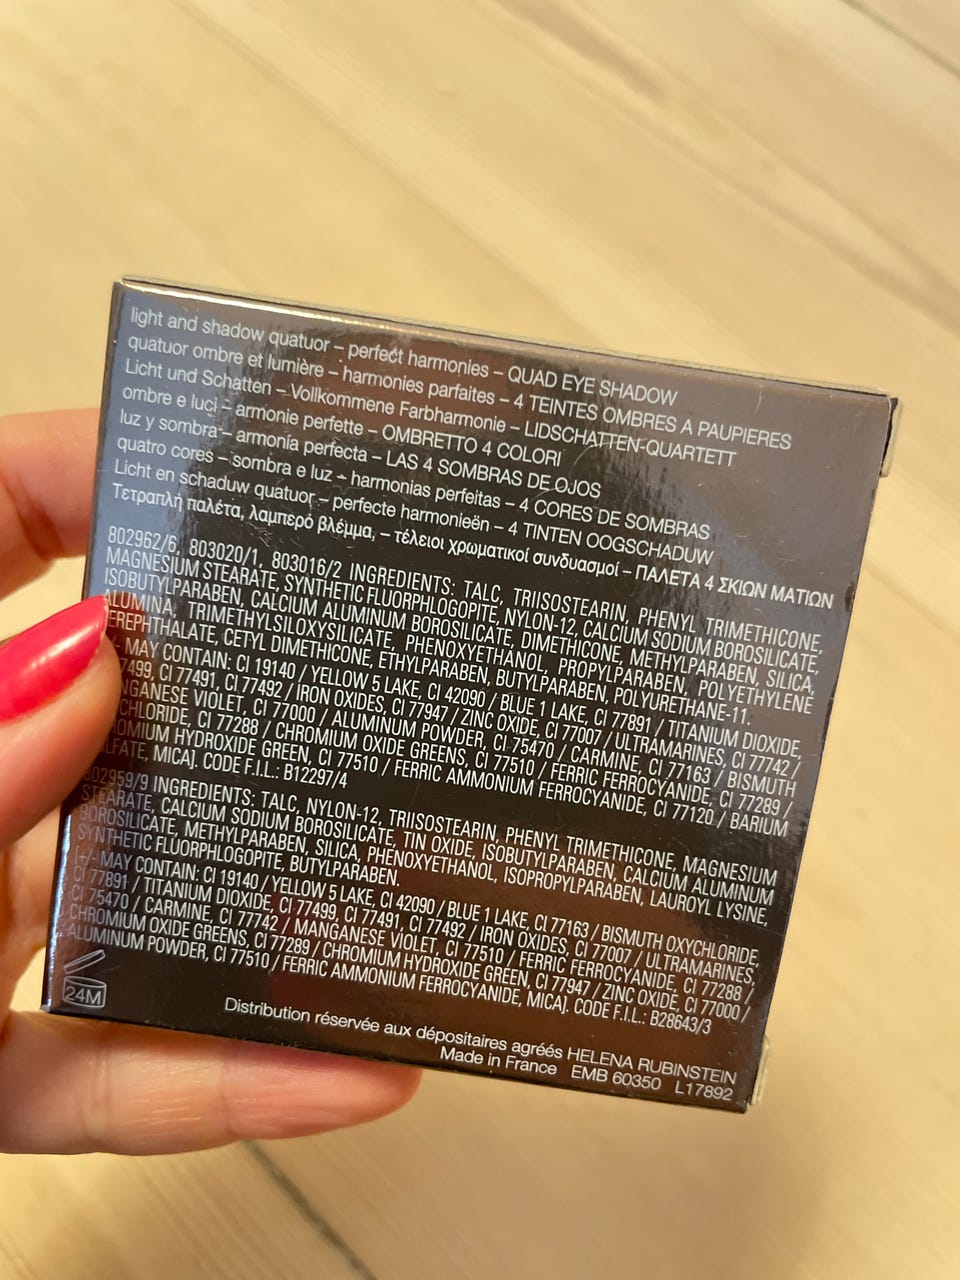 light and shadow quatuor – perfect harmonies – QUAD EYE SHADOW
quatuor ombre et lumière – harmonies parfaites – 4 TEINTES OMBRES A PAUPIERES
Licht und Schatten – Vollkommene Farbharmonie – LIDSCHATTEN-QUARTETT
ombre e luci – armonie perfette – OMBRETTO 4 COLORI
luz y sombra – armonía perfecta – LAS 4 SOMBRAS DE OJOS
quatro cores – sombra e luz – harmonias perfeitas – 4 CORES DE SOMBRAS
Licht en schaduw quatuor – perfecte harmonieën – 4 TINTEN OOGSCHADUW
Τετραπλή παλέτα, λαμπερό βλέμμα, – τέλειοι χρωματικοί συνδυασμοί – ΠΑΛΕΤΑ 4 ΣΚΙΩΝ ΜΑΤΙΩΝ
802962/6, 803020/1, 803016/2 INGREDIENTS: TALC, TRIISOSTEARIN, PHENYL TRIMETHICONE,
MAGNESIUM STEARATE, SYNTHETIC FLUORPHLOGOPITE, NYLON-12, CALCIUM SODIUM BOROSILICATE,
ISOBUTYLPARABEN, CALCIUM ALUMINUM BOROSILICATE, DIMETHICONE, METHYLPARABEN, SILICA,
ALUMINA, TRIMETHYLSILOXYSILICATE, PHENOXYETHANOL, PROPYLPARABEN, POLYETHYLENE
EREPHTHALATE, CETYL DIMETHICONE, ETHYLPARABEN, BUTYLPARABEN, POLYURETHANE-11.
- MAY CONTAIN: CI 19140 / YELLOW 5 LAKE, CI 42090 / BLUE 1 LAKE, CI 77891 / TITANIUM DIOXIDE,
7499, CI 77491, CI 77492 / IRON OXIDES, CI 77947 / ZINC OXIDE, CI 77007 / ULTRAMARINES, CI 77742 /
NGANESE VIOLET, CI 77000 / ALUMINUM POWDER, CI 75470 / CARMINE, CI 77163 / BISMUTH
CHLORIDE, CI 77288 / CHROMIUM OXIDE GREENS, CI 77510 / FERRIC FERROCYANIDE, CI 77289 /
OMIUM HYDROXIDE GREEN, CI 77510 / FERRIC AMMONIUM FERROCYANIDE, CI 77120 / BARIUM
LFATE, MICA]. CODE F.I.L.: B12297/4
802959/9 INGREDIENTS: TALC, NYLON-12, TRIISOSTEARIN, PHENYL TRIMETHICONE, MAGNESIUM
STEARATE, CALCIUM SODIUM BOROSILICATE, TIN OXIDE, ISOBUTYLPARABEN, CALCIUM ALUMINUM
BOROSILICATE, METHYLPARABEN, SILICA, PHENOXYETHANOL, ISOPROPYLPARABEN, LAUROYL LYSINE,
SYNTHETIC FLUORPHLOGOPITE, BUTYLPARABEN.
[+/- MAY CONTAIN: CI 19140 / YELLOW 5 LAKE, CI 42090 / BLUE 1 LAKE, CI 77163 / BISMUTH OXYCHLORIDE,
CI 77891 / TITANIUM DIOXIDE, CI 77499, CI 77491, CI 77492 / IRON OXIDES, CI 77007 / ULTRAMARINES,
CI 75470 / CARMINE, CI 77742 / MANGANESE VIOLET, CI 77510 / FERRIC FERROCYANIDE, CI 77288 /
CHROMIUM OXIDE GREENS, CI 77289 / CHROMIUM HYDROXIDE GREEN, CI 77947 / ZINC OXIDE, CI 77000 /
ALUMINUM POWDER, CI 77510 / FERRIC AMMONIUM FERROCYANIDE, MICA]. CODE F.I.L.: B28643/3
24M
Distribution réservée aux dépositaires agréés HELENA RUBINSTEIN
Made in France EMB 60350 L17892